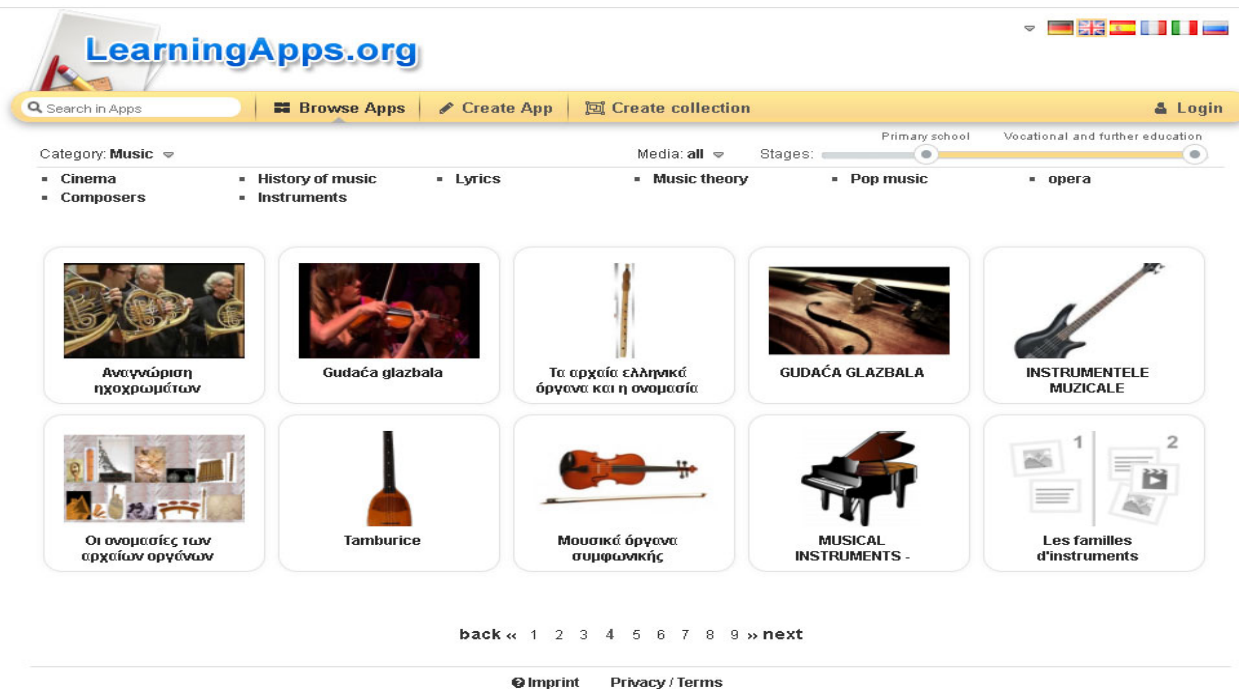 LearningApps.org
Search in Apps Browse Apps Create App Create collection Login
Primary school Vocational and further education
Category: Music Media: all Stages:
Cinema History of music Lyrics Music theory Pop music opera
Composers Instruments
Αναγνώριση
ηχοχρωμάτων
Gudaća glazbala
Τα αρχαία ελληνικά
όργανα και η ονομασία
GUDAĆA GLAZBALA
INSTRUMENTELE
MUZICALE
Οι ονομασίες των
αρχαίων οργάνων
Tamburice
Μουσικά όργανα
συμφωνικής
MUSICAL
INSTRUMENTS -
1 2
Les familles
d'instruments
back « 1 2 3 4 5 6 7 8 9 » next
Imprint Privacy / Terms